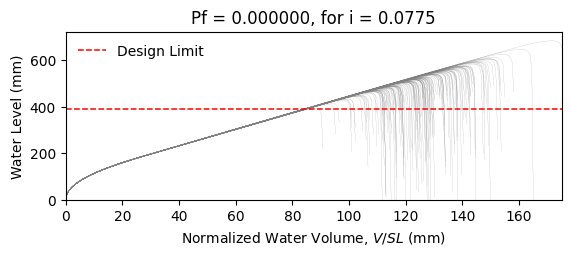 Pf = 0.000000, for i = 0.0775
Design Limit
Water Level (mm)
600
400
200
0
0 20 40 60 80 100 120 140 160
Normalized Water Volume, V/SL (mm)